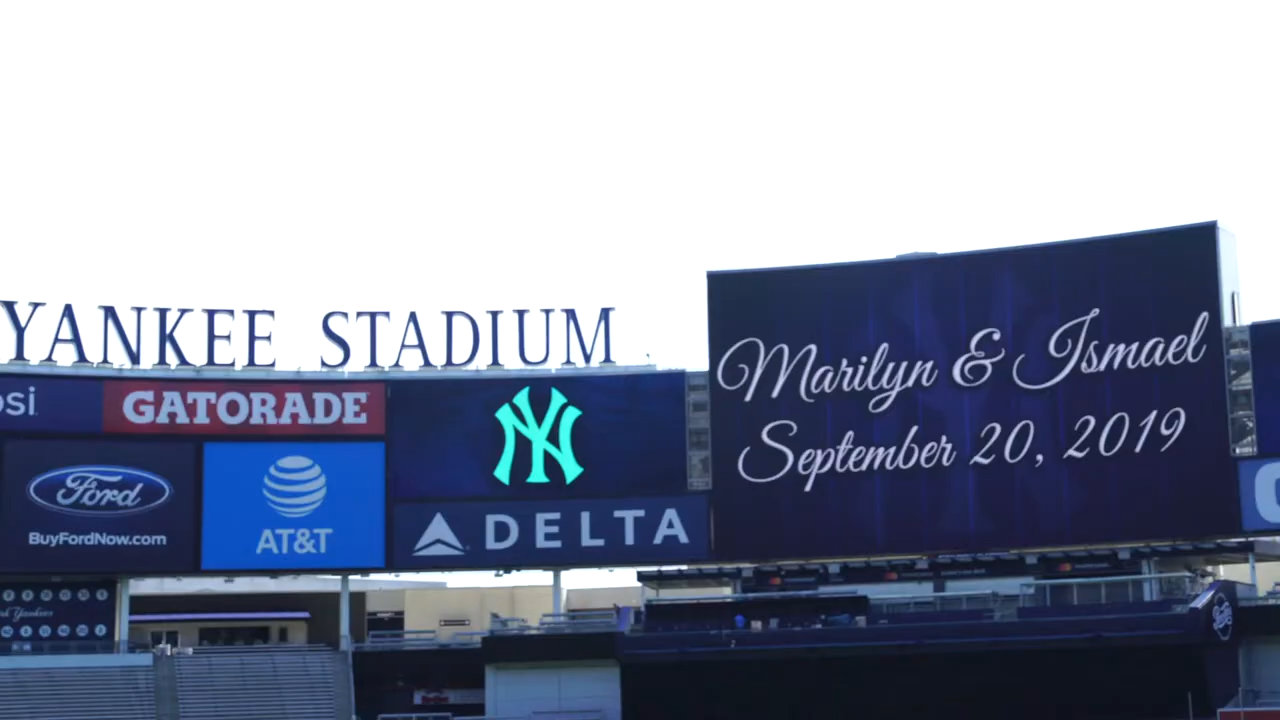 YANKEE STADIUM
GATORADE
NY
Marilyn & Ismael
September 20, 2019
Ford
BuyFordNow.com
AT&T
DELTA